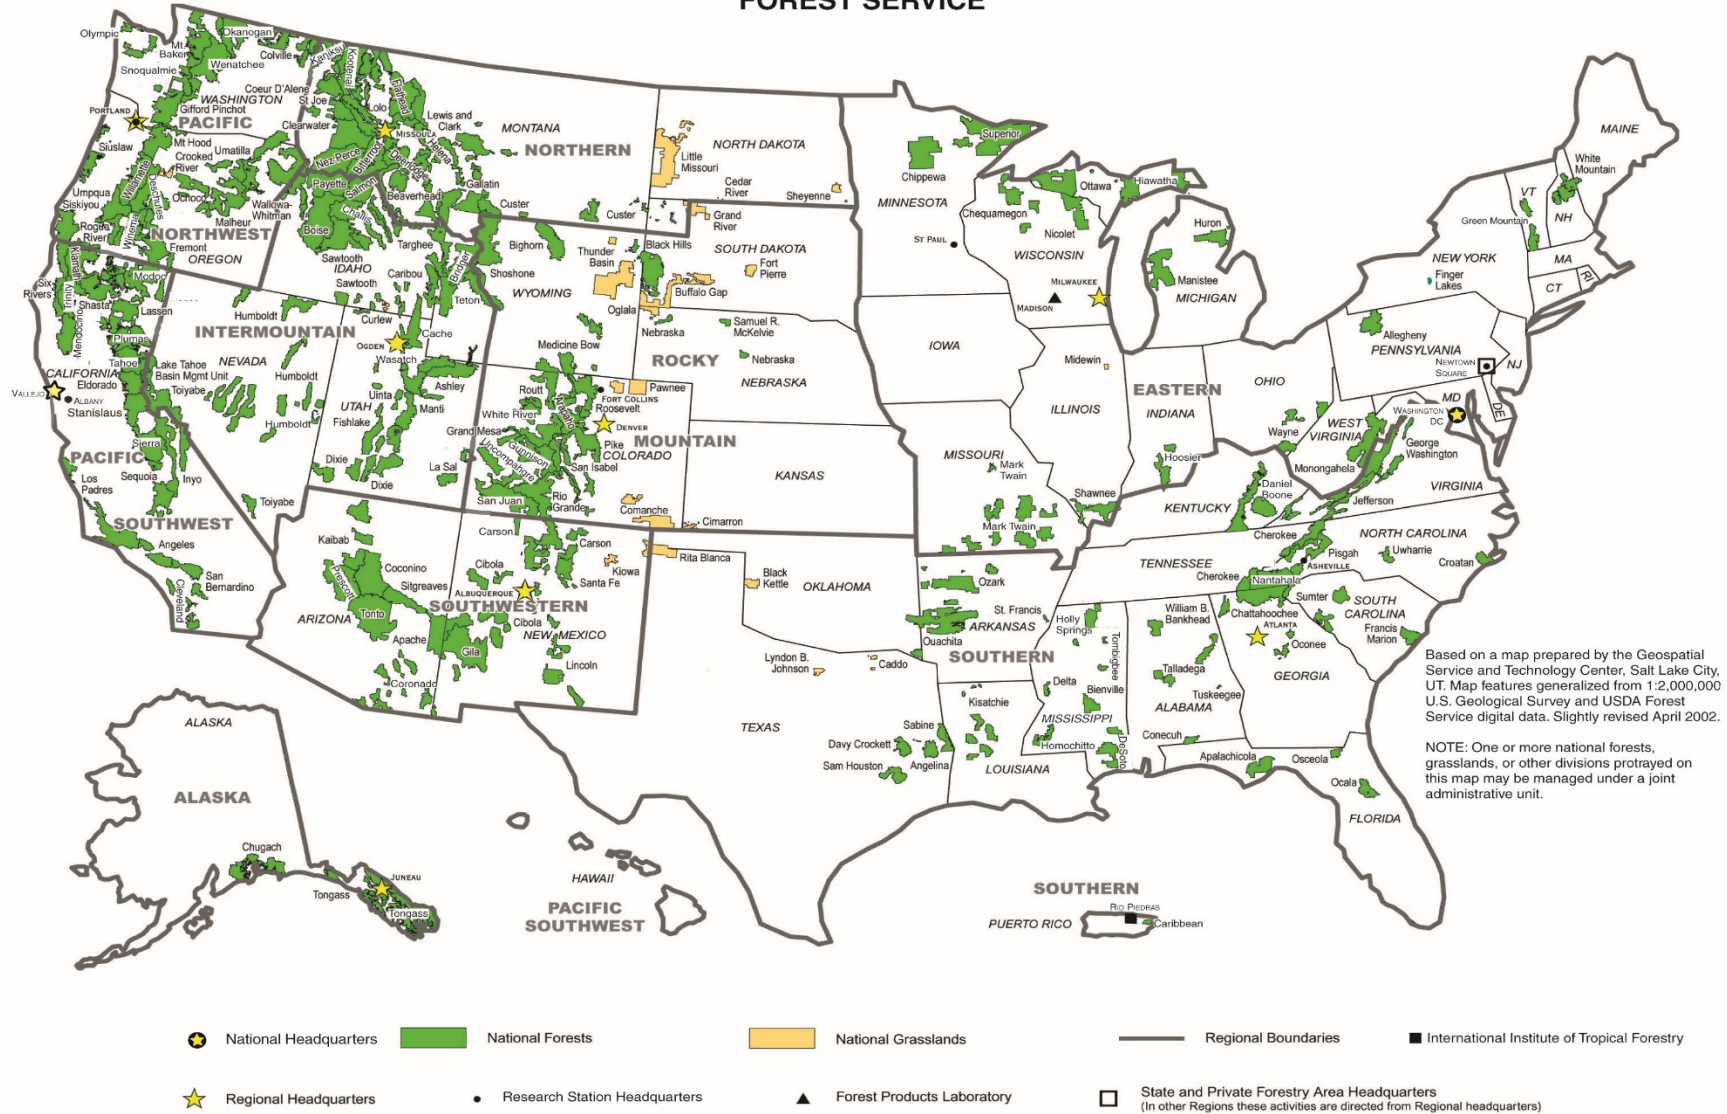 FOREST SERVICE
Olympic
Mt.
Baker
Okanogan
Snoqualmie
Wenatchee
Colville
Kaniksu
Kootenai
Flathead
Coeur D'Alene
St Joe
Lolo
WASHINGTON
Gifford Pinchot
PORTLAND
PACIFIC
Clearwater
MISSOULA
Lewis and
Clark
Helena
MONTANA
NORTHERN
Siuslaw
Mt Hood
Crooked
River
Umatilla
Nez Perce
Bitterroot
Deerlodge
Willamette
Deschutes
Ochoco
Payette
Salmon
Beaverhead
Gallatin
Custer
Custer
Umpqua
Siskiyou
Wallowa-
Whitman
Malheur
Challis
Boise
Rogue
River
Winema
NORTHWEST
Fremont
OREGON
Sawtooth
IDAHO
Sawtooth
Targhee
Caribou
Bridger
Teton
Curlew
Little
Missouri
NORTH DAKOTA
Cedar
River
Sheyenne
Grand
River
SOUTH DAKOTA
Black Hills
Fort
Pierre
Buffalo Gap
Bighorn
Thunder
Basin
Shoshone
WYOMING
Oglala
Nebraska
Samuel R.
McKelvie
Nebraska
NEBRASKA
Medicine Bow
ROCKY
MOUNTAIN
Six
Rivers
Klamath
Trinity
Modoc
Shasta
Lassen
Mendocino
Plumas
Tahoe
CALIFORNIA
Eldorado
VALLEJO
ALBANY
Stanislaus
Lake Tahoe
Basin Mgmt Unit
Toiyabe
Humboldt
INTERMOUNTAIN
NEVADA
Humboldt
Humboldt
OGDEN
Cache
Wasatch
Ashley
Uinta
UTAH
Manti
Fishlake
Dixie
Dixie
La Sal
Sierra
PACIFIC
Sequoia
Inyo
Los
Padres
Toiyabe
SOUTHWEST
Angeles
San
Bernardino
Cleveland
Routt
Arapaho
White River
Grand Mesa
Gunnison
Uncompahgre
San Juan
Rio
Grande
Pawnee
FORT COLLINS
Roosevelt
DENVER
Pike
COLORADO
San Isabel
Comanche
Cimarron
KANSAS
Kaibab
Coconino
Prescott
Sitgreaves
Tonto
ARIZONA
Apache
Coronado
Carson
Carson
Cibola
Kiowa
Santa Fe
ALBUQUERQUE
SOUTHWESTERN
Cibola
NEW MEXICO
Gila
Lincoln
Rita Blanca
Black
Kettle
OKLAHOMA
Lyndon B.
Johnson
Caddo
TEXAS
Sabine
Davy Crockett
Sam Houston
Angelina
Superior
Chippewa
MINNESOTA
ST PAUL
Chequamegon
Ottawa
Hiawatha
Nicolet
WISCONSIN
MILWAUKEE
MADISON
Huron
Manistee
MICHIGAN
IOWA
Midewin
ILLINOIS
EASTERN
INDIANA
Hoosier
OHIO
Wayne
MISSOURI
Mark
Twain
Mark Twain
Shawnee
MAINE
White
Mountain
VT
NH
Green Mountain
NEW YORK
Finger
Lakes
MA
CT
RI
Allegheny
PENNSYLVANIA
NEWTOWN
SQUARE
NJ
MD
DE
WASHINGTON
DC
WEST
VIRGINIA
George
Washington
Monongahela
VIRGINIA
Jefferson
Daniel
Boone
KENTUCKY
Cherokee
NORTH CAROLINA
TENNESSEE
Pisgah
ASHEVILLE
Uwharrie
Croatan
Cherokee
Nantahala
Sumter
SOUTH
CAROLINA
Francis
Marion
Chattahoochee
ATLANTA
Oconee
GEORGIA
Ozark
St. Francis
ARKANSAS
Ouachita
SOUTHERN
Holly
Springs
Tombigbee
William B.
Bankhead
Talladega
Tuskegee
ALABAMA
Conecuh
Delta
Bienville
MISSISSIPPI
Homochitto
DeSoto
Kisatchie
LOUISIANA
Apalachicola
Osceola
Ocala
FLORIDA
Based on a map prepared by the Geospatial
Service and Technology Center, Salt Lake City,
UT. Map features generalized from 1:2,000,000
U.S. Geological Survey and USDA Forest
Service digital data. Slightly revised April 2002.
NOTE: One or more national forests,
grasslands, or other divisions protrayed on
this map may be managed under a joint
administrative unit.
ALASKA
ALASKA
Chugach
JUNEAU
Tongass
Tongass
HAWAII
PACIFIC
SOUTHWEST
SOUTHERN
RIO PIEDRAS
PUERTO RICO
Caribbean
National Headquarters
National Forests
National Grasslands
Regional Boundaries
International Institute of Tropical Forestry
Regional Headquarters
Research Station Headquarters
Forest Products Laboratory
State and Private Forestry Area Headquarters
(In other Regions these activities are directed from Regional headquarters)